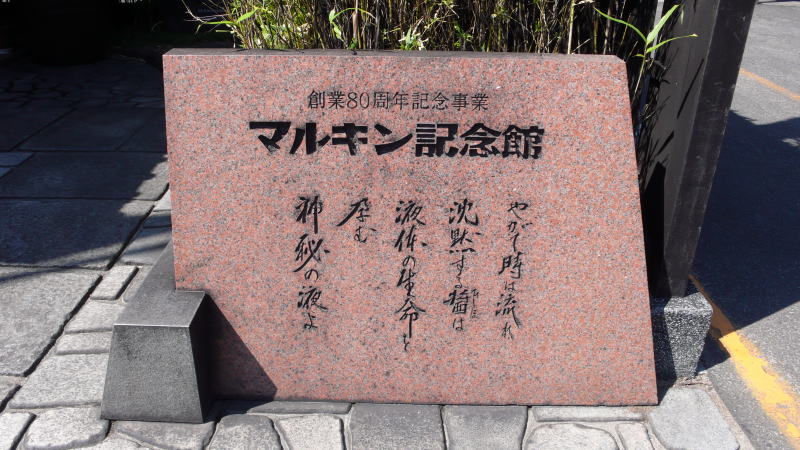 創業80周年記念事業
マルキン記念館
やがて時は流れ
沈黙する醤は
液体の生命を
孕む
神秘の液よ